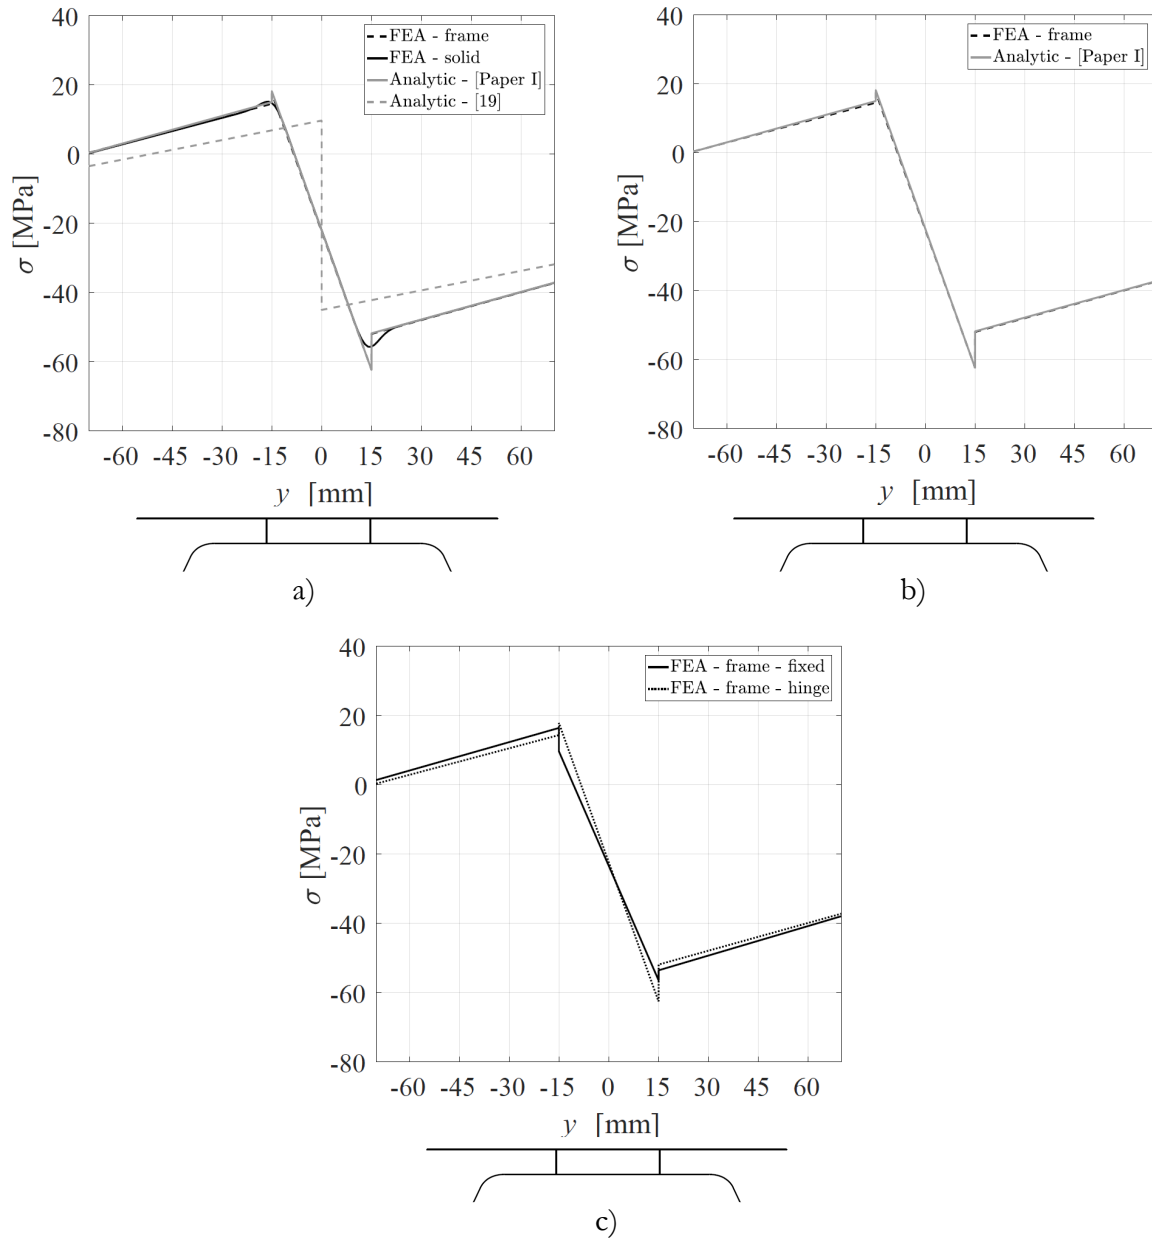 40
20
0
-20
-40
-60
-80
σ [MPa]
FEA - frame
FEA - solid
Analytic - [Paper I]
Analytic - [19]
-60 -45 -30 -15 0 15 30 45 60
y [mm]
a)
40
20
0
-20
-40
-60
-80
σ [MPa]
FEA - frame
Analytic - [Paper I]
-60 -45 -30 -15 0 15 30 45 60
y [mm]
b)
40
20
0
-20
-40
-60
-80
σ [MPa]
FEA - frame - fixed
FEA - frame - hinge
-60 -45 -30 -15 0 15 30 45 60
y [mm]
c)